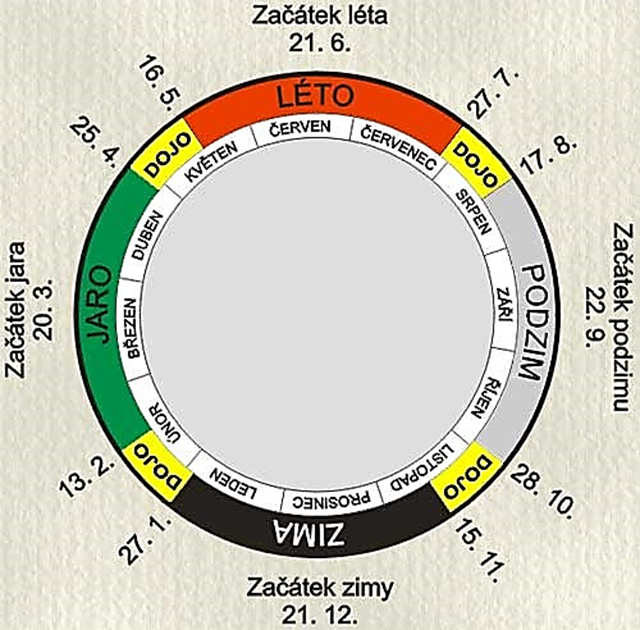 Začátek léta
21. 6.
16. 5.
27. 7.
LÉTO
25. 4.
DOJO
KVĚTEN
ČERVEN
ČERVENEC
DOJO
17. 8.
DUBEN
SRPEN
Začátek jara
20. 3.
JARO
BŘEZEN
ZÁŘÍ
PODZIM
Začátek podzimu
22. 9.
ÚNOR
ŘÍJEN
13. 2.
DOJO
LEDEN
PROSINEC
LISTOPAD
DOJO
28. 10.
27. 1.
ZIMA
15. 11.
Začátek zimy
21. 12.